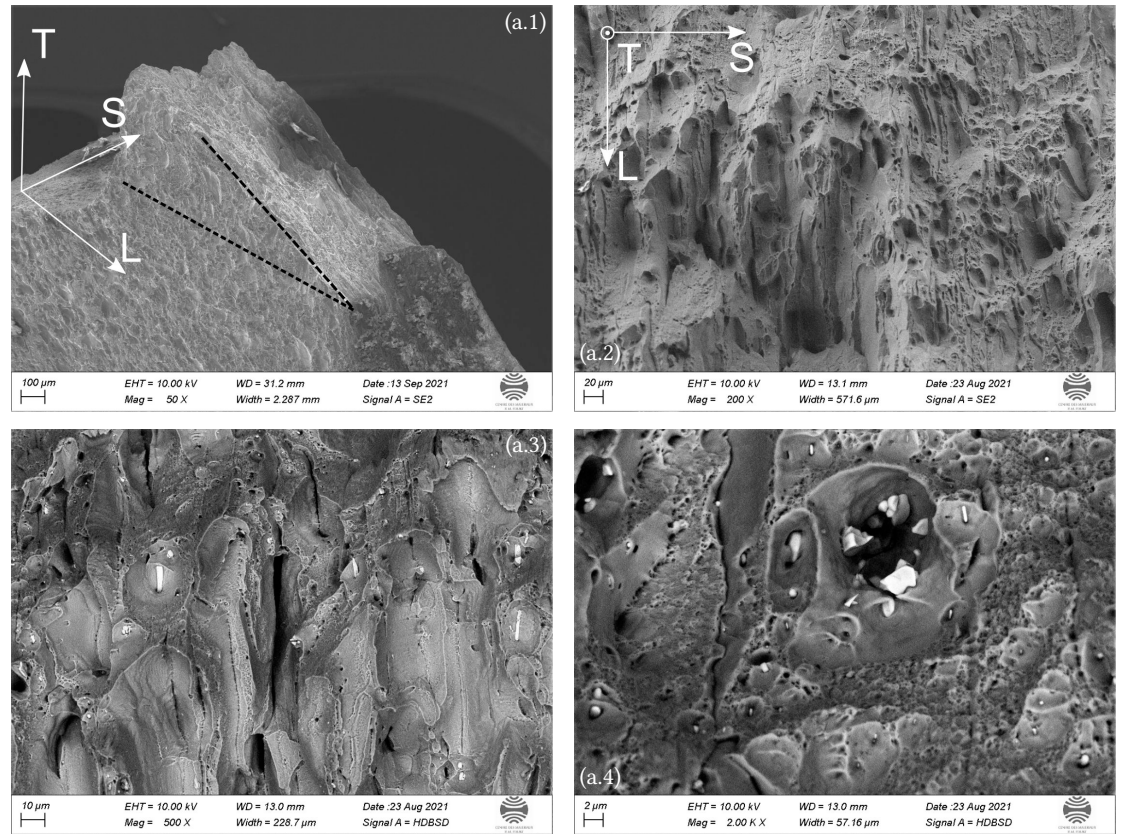 (a.1)
T
S
L
100 µm
EHT = 10.00 kV
WD = 31.2 mm
Date :13 Sep 2021
Mag = 50 X
Width = 2.287 mm
Signal A = SE2
T
S
L
(a.2)
20 µm
EHT = 10.00 kV
WD = 13.1 mm
Date :23 Aug 2021
Mag = 200 X
Width = 571.6 µm
Signal A = SE2
(a.3)
10 µm
EHT = 10.00 kV
WD = 13.0 mm
Date :23 Aug 2021
Mag = 500 X
Width = 228.7 µm
Signal A = HDBSD
(a.4)
2 µm
EHT = 10.00 kV
WD = 13.0 mm
Date :23 Aug 2021
Mag = 2.00 K X
Width = 57.16 µm
Signal A = HDBSD